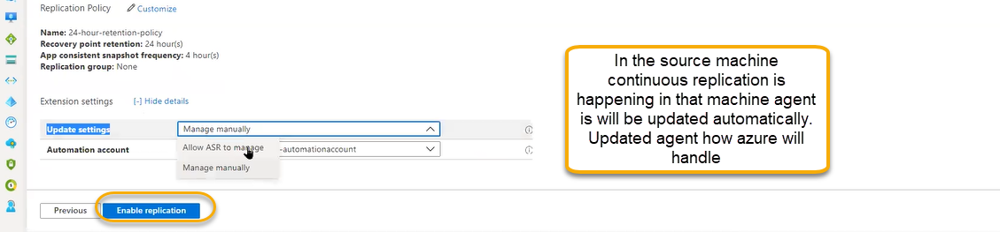 Replication Policy Customize
Name: 24-hour-retention-policy
Recovery point retention: 24 hour(s)
App consistent snapshot frequency: 4 hour(s)
Replication group: None
Extension settings [-] Hide details
Update settings Manage manually
Allow ASR to manage
Automation account -automationaccount
Manage manually
Previous Enable replication
In the source machine
continuous replication is
happening in that machine agent
is will be updated automatically.
Updated agent how azure will
handle